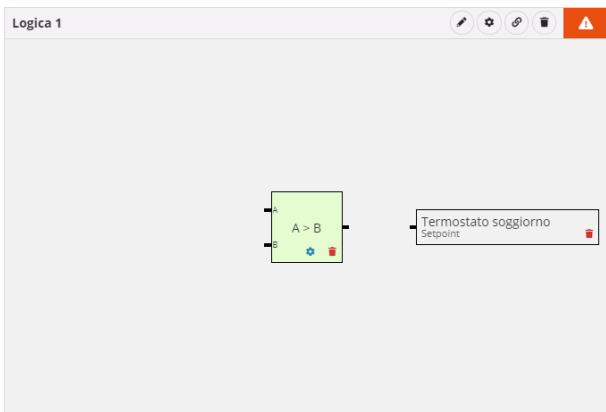 Logica 1
A
A > B
B
Termostato soggiorno
Setpoint